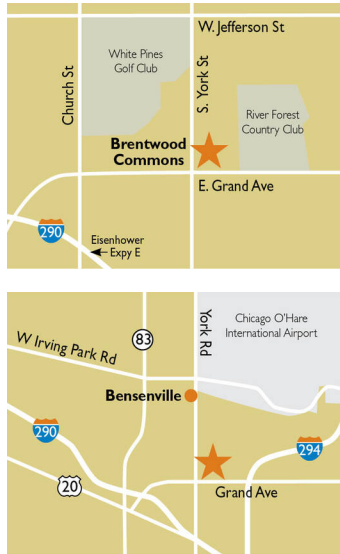 W. Jefferson St
White Pines
Golf Club
Church St
S. York St
River Forest
Country Club
Brentwood
Commons
E. Grand Ave
290
Eisenhower
Expy E
Chicago O'Hare
International Airport
83
York Rd
W Irving Park Rd
Bensenville
290
294
20
Grand Ave